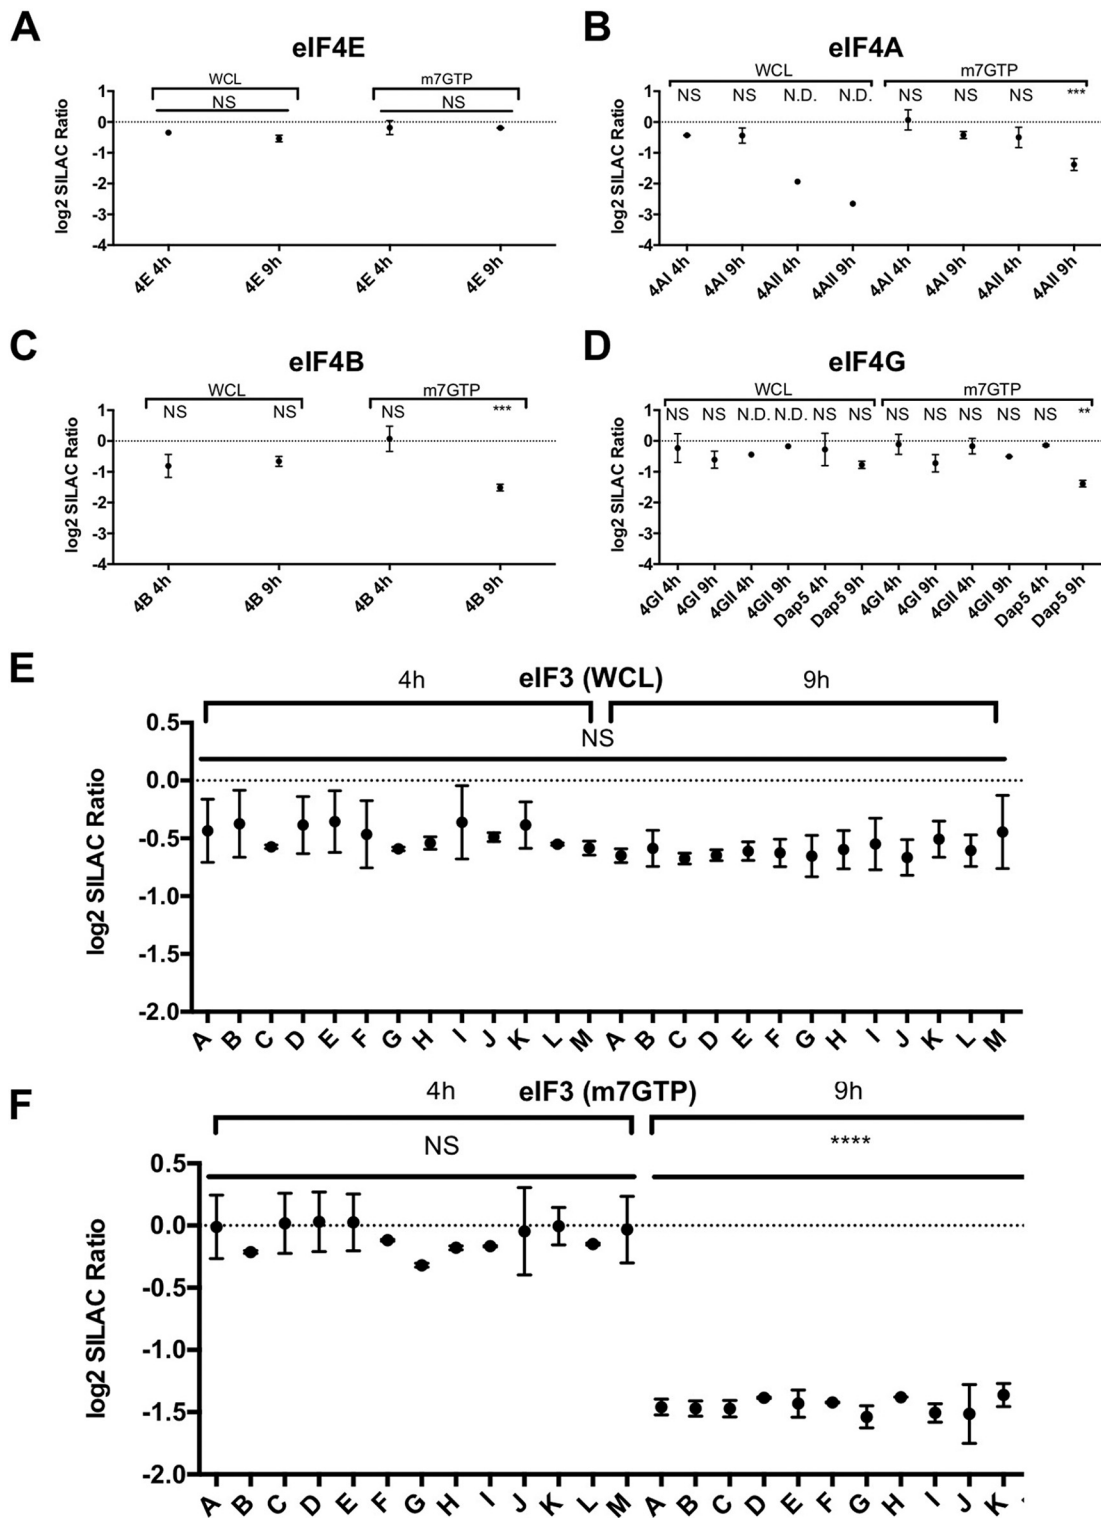 A
eIF4E
WCL
m7GTP
NS
NS
log2 SILAC Ratio
1
0
-1
-2
-3
-4
4E 4h
4E 9h
4E 4h
4E 9h
B
eIF4A
WCL
m7GTP
NS NS N.D. N.D. NS NS NS ***
log2 SILAC Ratio
1
0
-1
-2
-3
-4
4AI 4h
4AI 9h
4AII 4h
4AII 9h
4AI 4h
4AI 9h
4AII 4h
4AII 9h
C
eIF4B
WCL
m7GTP
NS NS NS ***
log2 SILAC Ratio
1
0
-1
-2
-3
-4
4B 4h
4B 9h
4B 4h
4B 9h
D
eIF4G
WCL
m7GTP
NS NS N.D. N.D. NS NS NS NS NS NS NS **
log2 SILAC Ratio
1
0
-1
-2
-3
-4
4GI 4h
4GI 9h
4GII 4h
4GII 9h
Dap5 4h
Dap5 9h
4GI 4h
4GI 9h
4GII 4h
4GII 9h
Dap5 4h
Dap5 9h
E
4h
eIF3 (WCL)
9h
NS
log2 SILAC Ratio
0.5
0.0
-0.5
-1.0
-1.5
-2.0
A B C D E F G H I J K L M A B C D E F G H I J K L M
F
4h
eIF3 (m7GTP)
9h
NS
****
log2 SILAC Ratio
0.5
0.0
-0.5
-1.0
-1.5
-2.0
A B C D E F G H I J K L M A B C D E F G H I J K